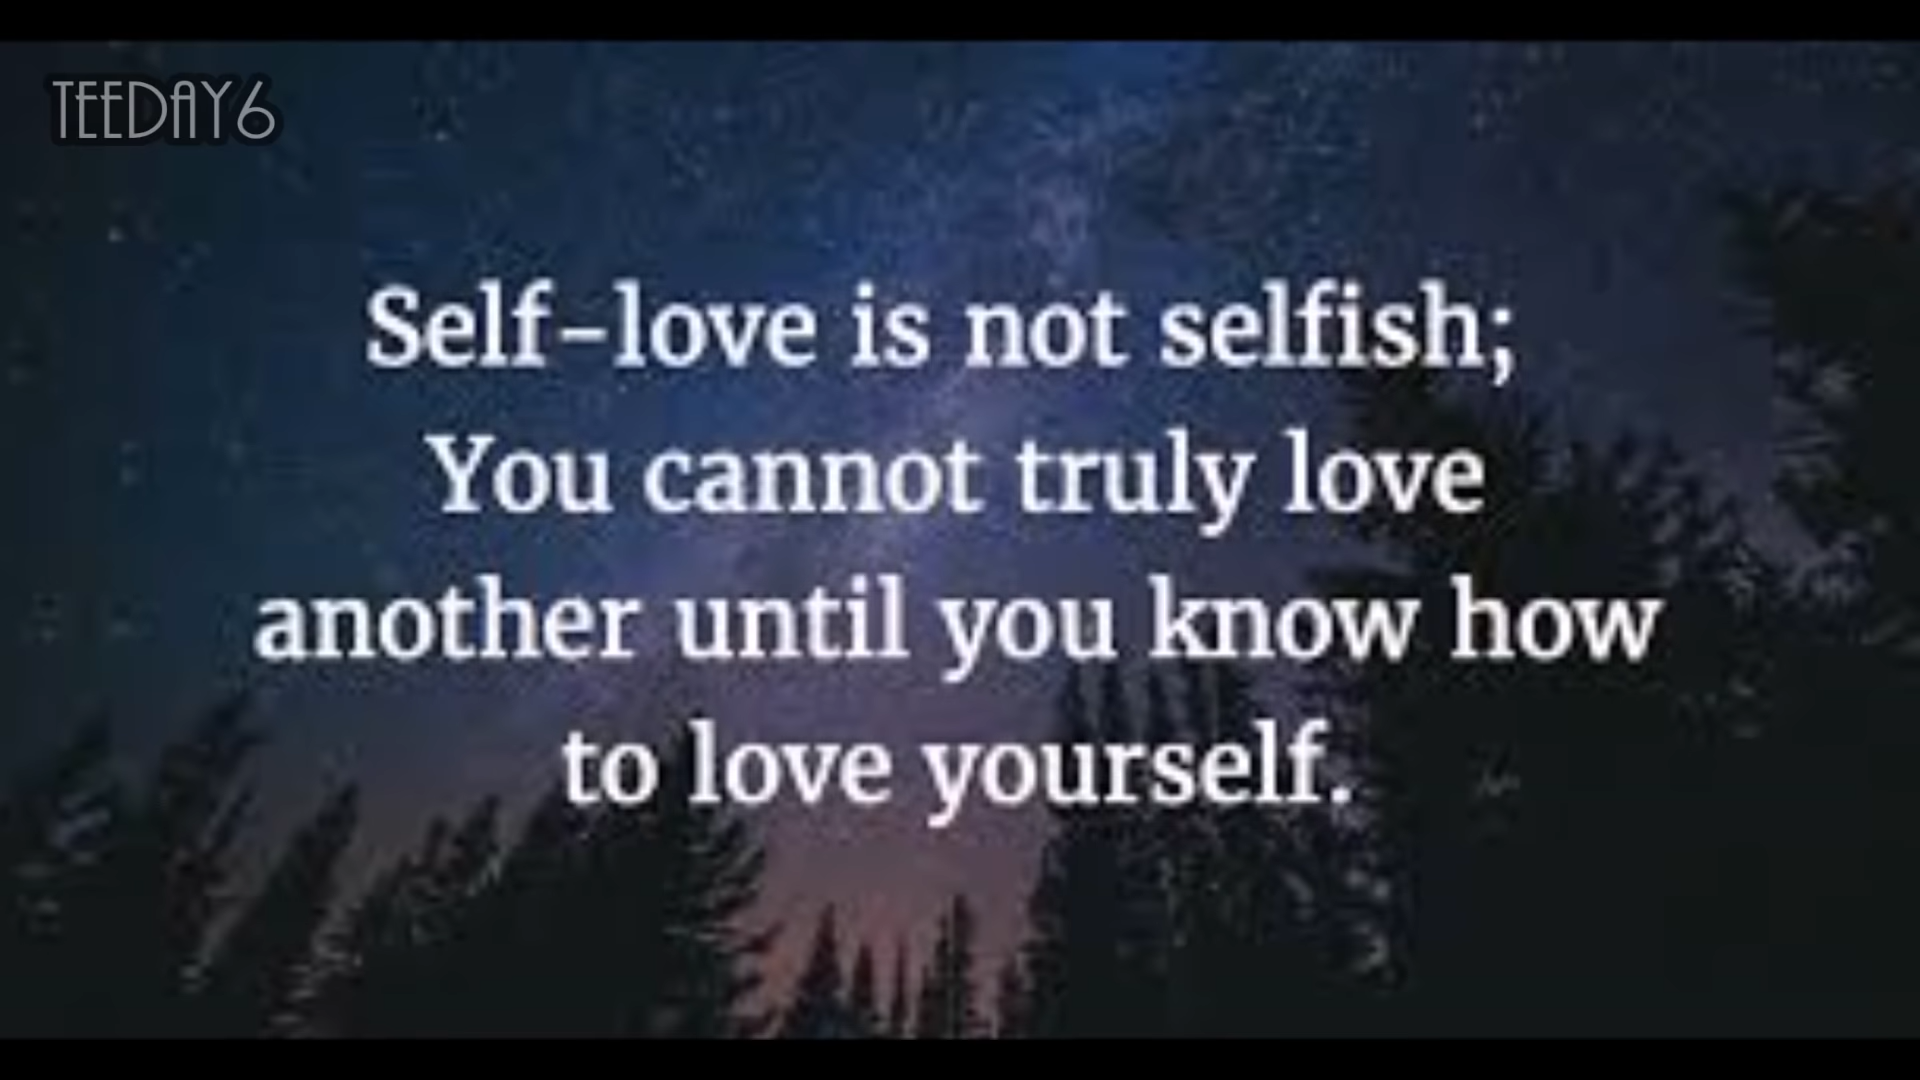 TEEDAY6
Self-love is not selfish;
You cannot truly love
another until you know how
to love yourself.